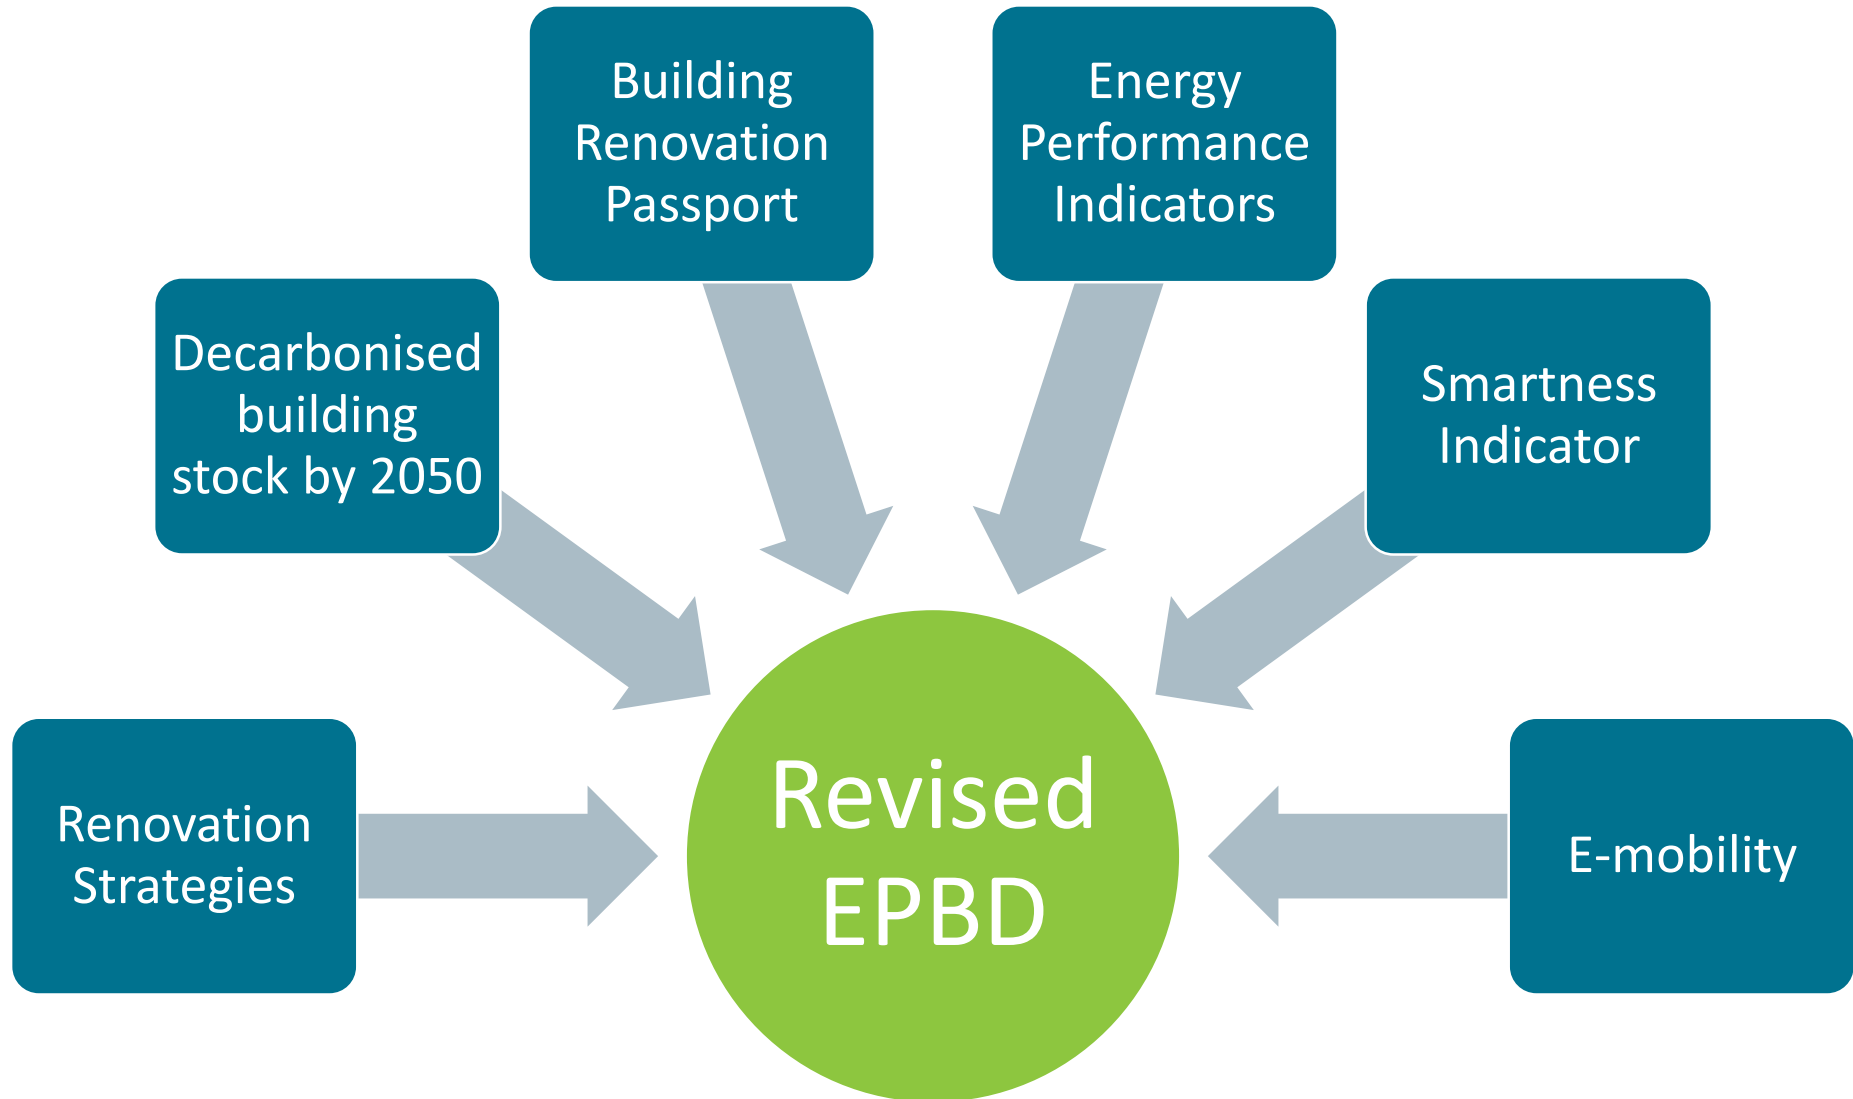 Building
Renovation
Passport
Energy
Performance
Indicators
Decarbonised
building
stock by 2050
Smartness
Indicator
Renovation
Strategies
Revised
EPBD
E-mobility